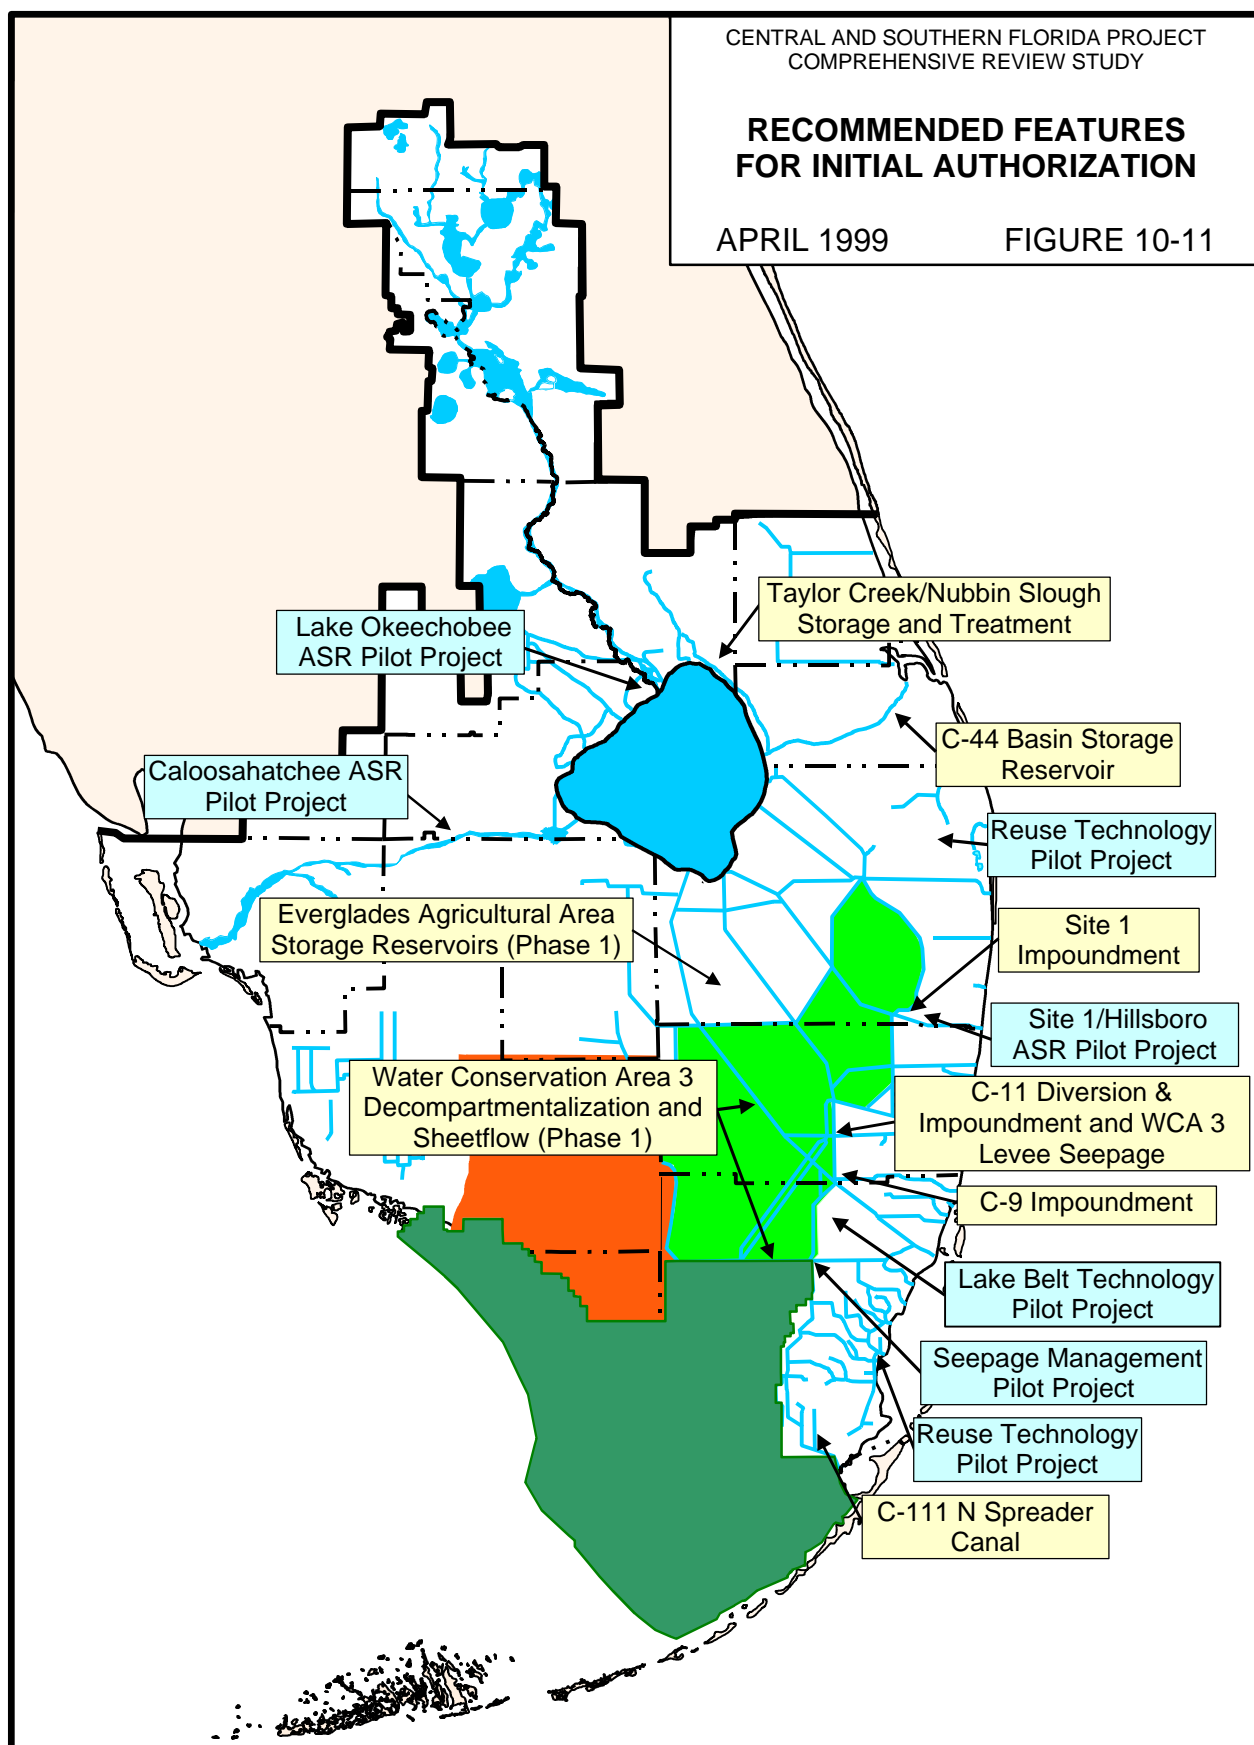 CENTRAL AND SOUTHERN FLORIDA PROJECT
COMPREHENSIVE REVIEW STUDY
RECOMMENDED FEATURES
FOR INITIAL AUTHORIZATION
APRIL 1999 FIGURE 10-11
Taylor Creek/Nubbin Slough
Storage and Treatment
Lake Okeechobee
ASR Pilot Project
C-44 Basin Storage
Reservoir
Caloosahatchee ASR
Pilot Project
Reuse Technology
Pilot Project
Everglades Agricultural Area
Storage Reservoirs (Phase 1)
Site 1
Impoundment
Site 1/Hillsboro
ASR Pilot Project
Water Conservation Area 3
Decompartmentalization and
Sheetflow (Phase 1)
C-11 Diversion &
Impoundment and WCA 3
Levee Seepage
C-9 Impoundment
Lake Belt Technology
Pilot Project
Seepage Management
Pilot Project
Reuse Technology
Pilot Project
C-111 N Spreader
Canal